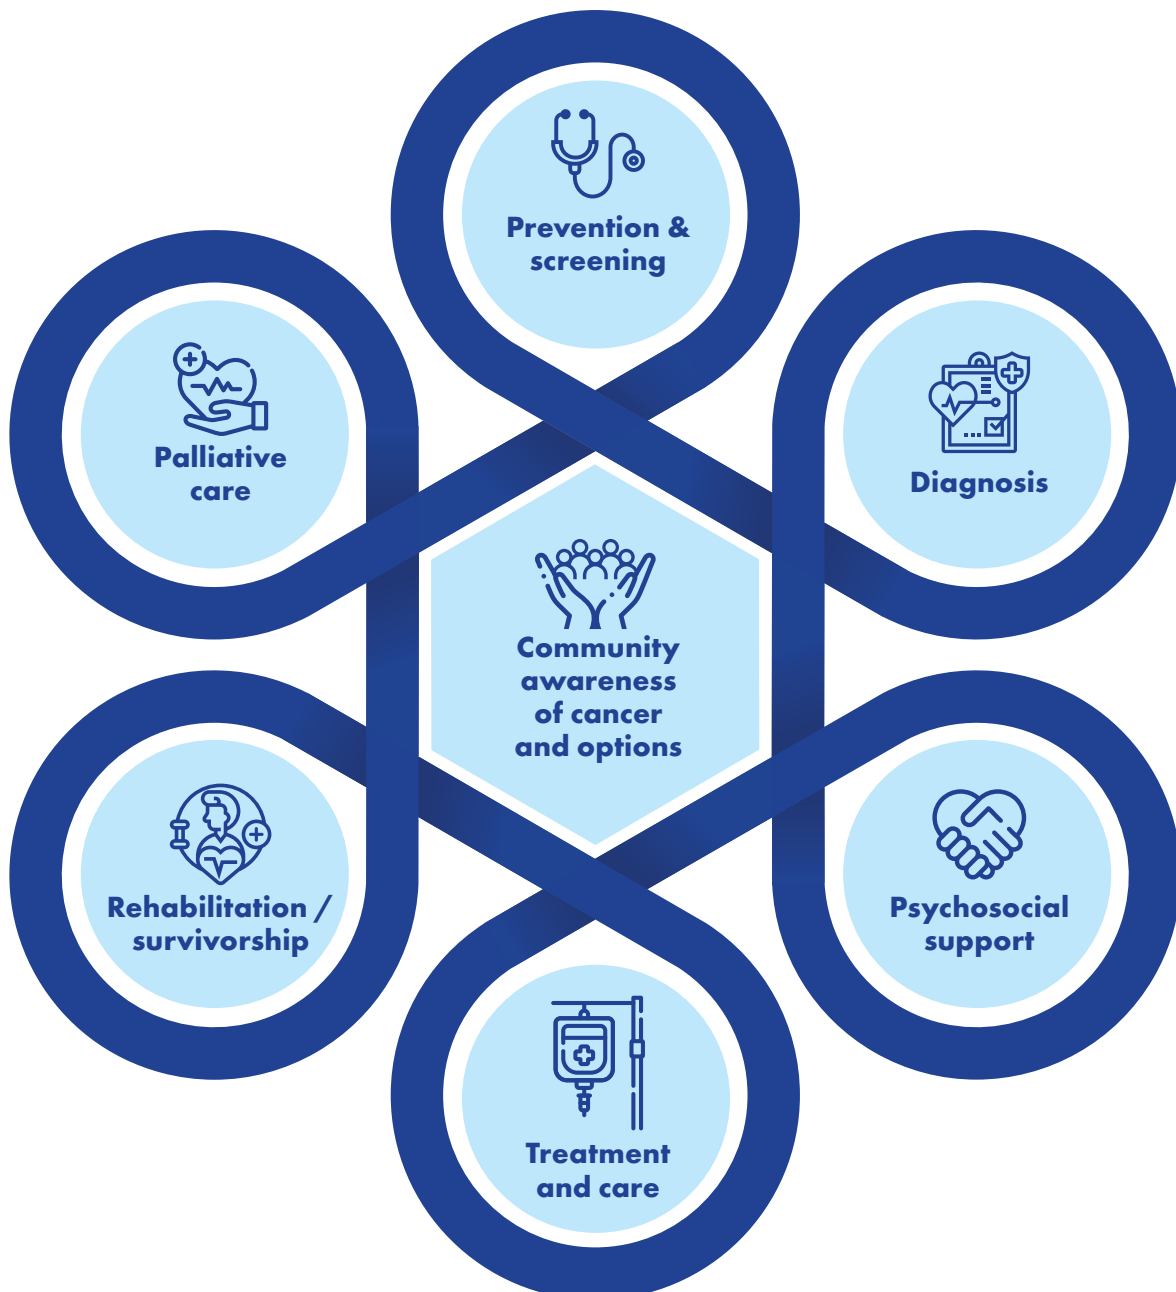 Prevention &
screening
Palliative
care
Diagnosis
Community
awareness
of cancer
and options
Rehabilitation /
survivorship
Psychosocial
support
Treatment
and care